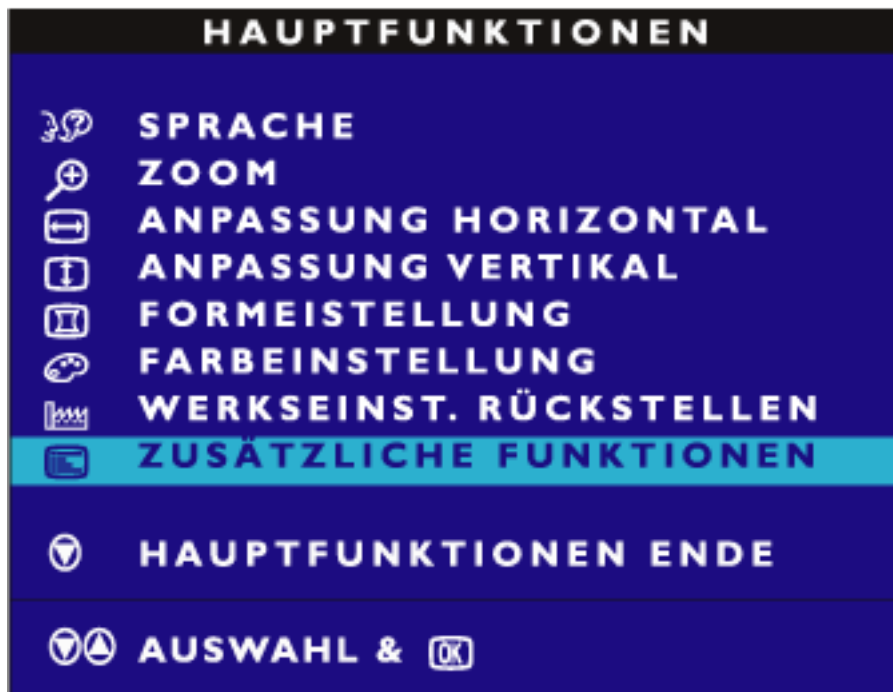 HAUPTFUNKTIONEN
SPRACHE
ZOOM
ANPASSUNG HORIZONTAL
ANPASSUNG VERTIKAL
FORMEISTELLUNG
FARBEINSTELLUNG
WERKSEINST. RÜCKSTELLEN
ZUSÄTZLICHE FUNKTIONEN
HAUPTFUNKTIONEN ENDE
AUSWAHL & OK